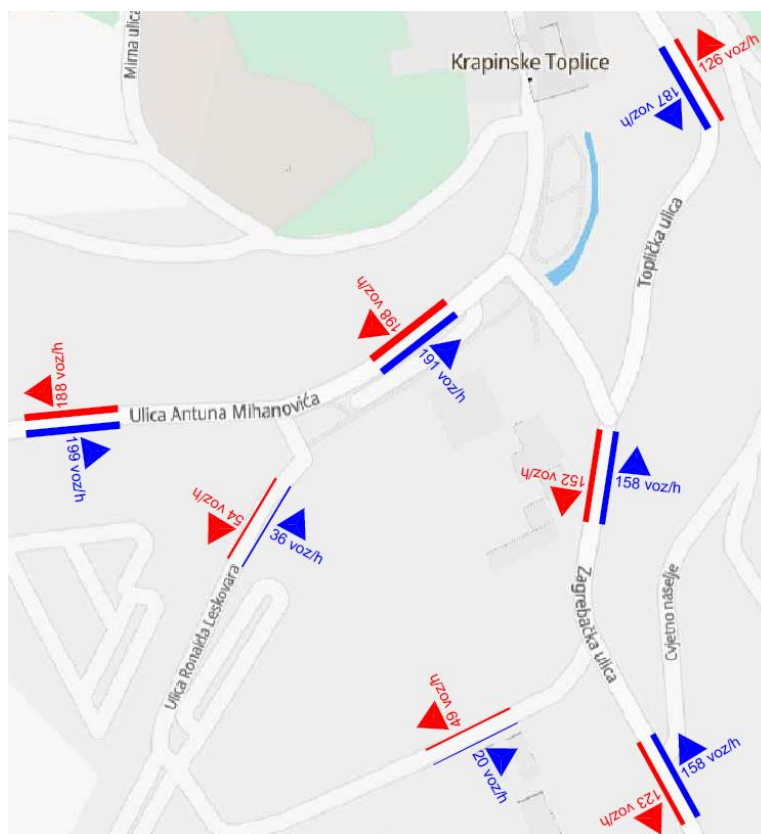 Mirna ulica
Krapinske Toplice
126 voz/h
187 voz/h
Toplička ulica
198 voz/h
191 voz/h
188 voz/h
Ulica Antuna Mihanovića
199 voz/h
152 voz/h
158 voz/h
54 voz/h
36 voz/h
Ulica Ronalda Leskovara
Zagrebačka ulica
Cvjetno naselje
49 voz/h
20 voz/h
158 voz/h
123 voz/h